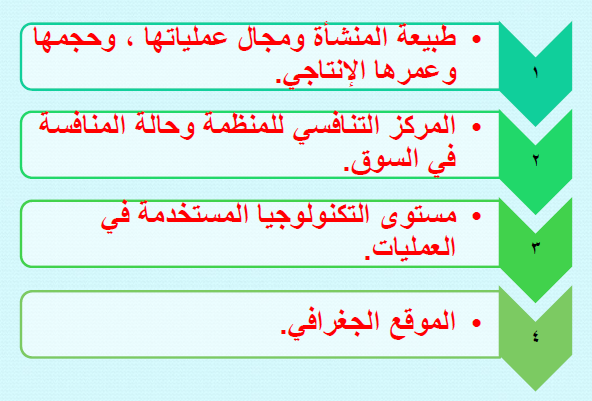 ١
• طبيعة المنشأة ومجال عملياتها ، وحجمها
وعمرها الإنتاجي.
٢
• المركز التنافسي للمنظمة وحالة المنافسة
في السوق.
٣
• مستوى التكنولوجيا المستخدمة في
العمليات.
٤
• الموقع الجغرافي.